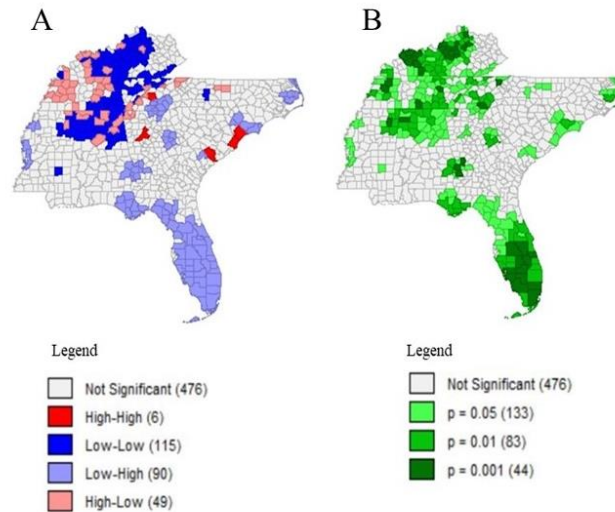 A
B
Legend
Not Significant (476)
High-High (6)
Low-Low (115)
Low-High (90)
High-Low (49)
Legend
Not Significant (476)
p = 0.05 (133)
p = 0.01 (83)
p = 0.001 (44)